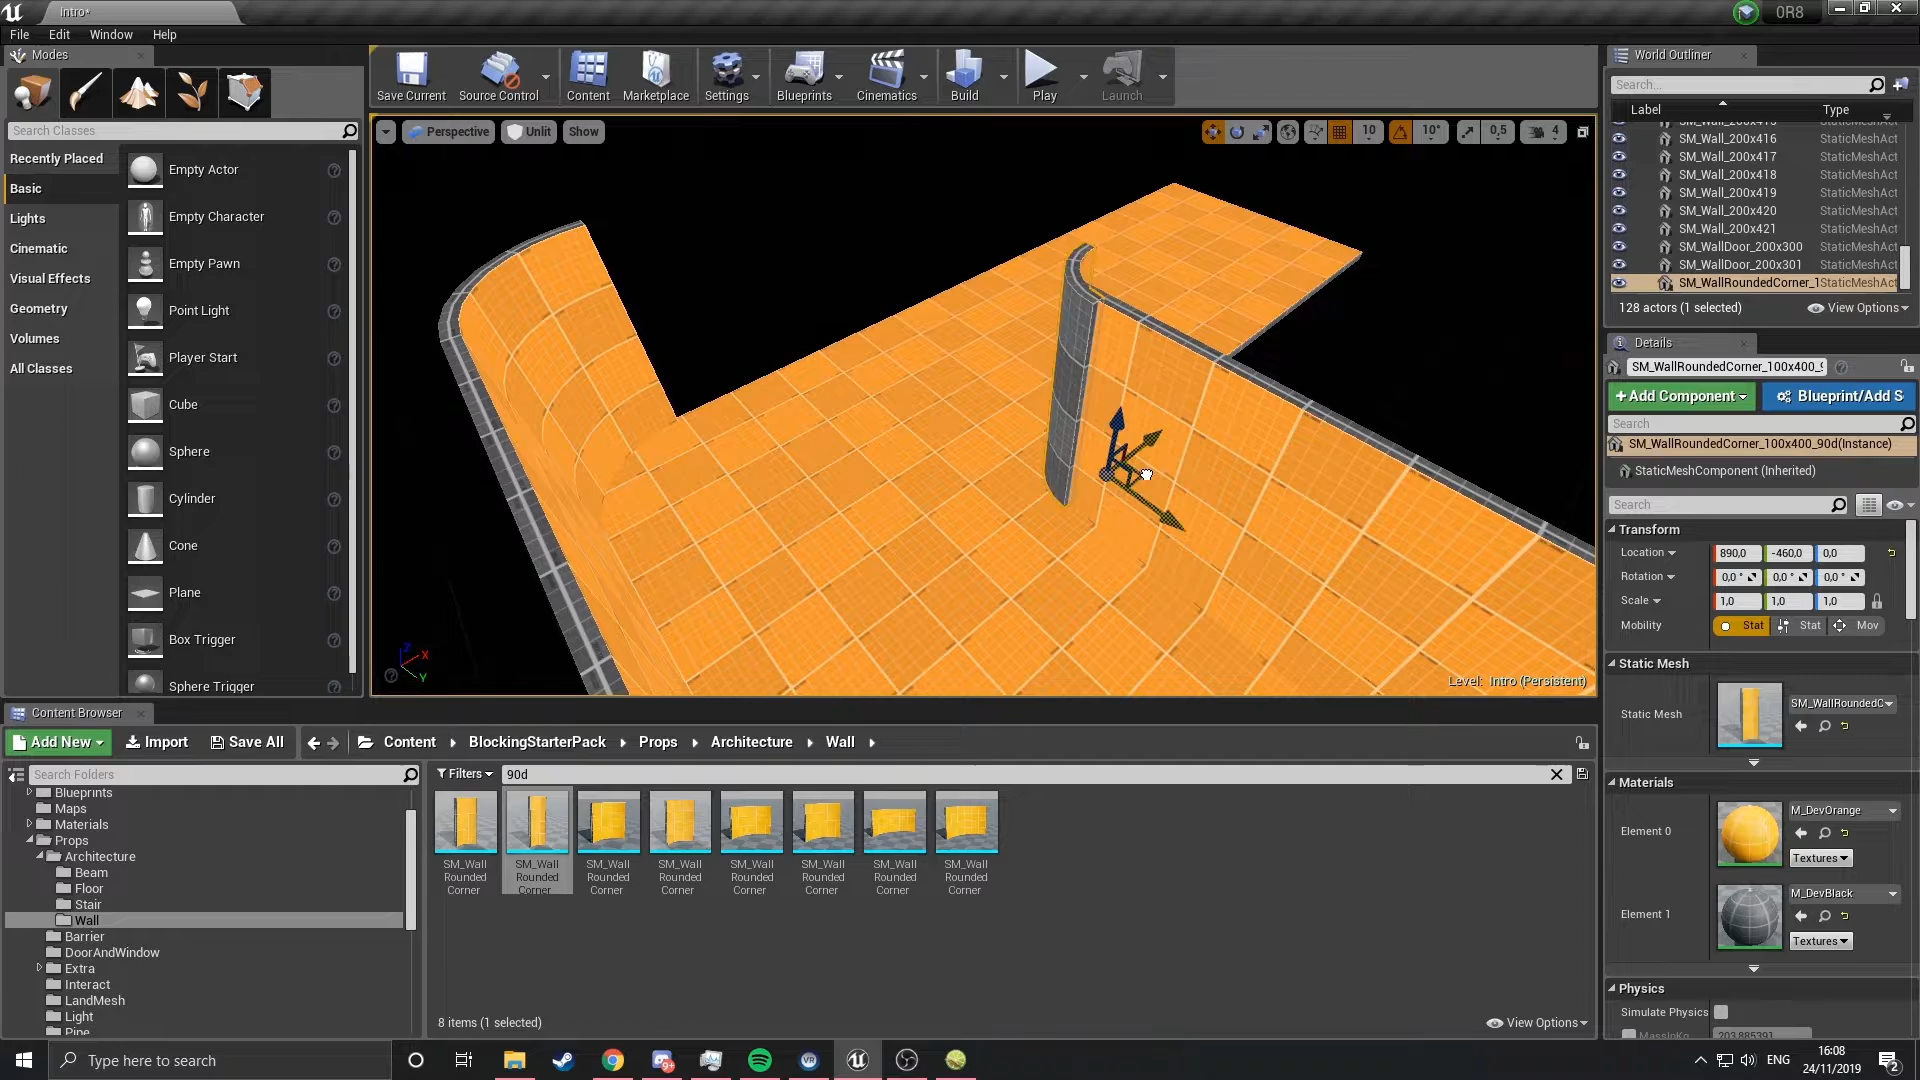 Intro*
0R8
File Edit Window Help
Modes
Search Classes
Recently Placed
Basic
Lights
Cinematic
Visual Effects
Geometry
Volumes
All Classes
Empty Actor
Empty Character
Empty Pawn
Point Light
Player Start
Cube
Sphere
Cylinder
Cone
Plane
Box Trigger
Sphere Trigger
Save Current
Source Control
Content
Marketplace
Settings
Blueprints
Cinematics
Build
Play
Launch
Perspective
Unlit
Show
10
10°
0,5
4
Z
X
Y
Level: Intro (Persistent)
World Outliner
Search...
Label Type
SM_Wall_200x416 StaticMeshAct
SM_Wall_200x417 StaticMeshAct
SM_Wall_200x418 StaticMeshAct
SM_Wall_200x419 StaticMeshAct
SM_Wall_200x420 StaticMeshAct
SM_Wall_200x421 StaticMeshAct
SM_WallDoor_200x300 StaticMeshAct
SM_WallDoor_200x301 StaticMeshAct
SM_WallRoundedCorner_1 StaticMeshAct
128 actors (1 selected)
View Options
Details
SM_WallRoundedCorner_100x400_9
+Add Component
Blueprint/Add S
Search
SM_WallRoundedCorner_100x400_90d(Instance)
StaticMeshComponent (Inherited)
Search
Transform
Location 890,0 -460,0 0,0
Rotation 0,0° 0,0° 0,0°
Scale 1,0 1,0 1,0
Mobility Stat Stat Mov
Static Mesh
Static Mesh
SM_WallRoundedC
Materials
Element 0
M_DevOrange
Textures
Element 1
M_DevBlack
Textures
Physics
Simulate Physics
MassInKg
203,885391
Content Browser
Add New
Import
Save All
Content
BlockingStarterPack
Props
Architecture
Wall
Search Folders
Blueprints
Maps
Materials
Props
Architecture
Beam
Floor
Stair
Wall
Barrier
DoorAndWindow
Extra
Interact
LandMesh
Light
Pipe
Filters
90d
SM_Wall
Rounded
Corner
SM_Wall
Rounded
Corner
SM_Wall
Rounded
Corner
SM_Wall
Rounded
Corner
SM_Wall
Rounded
Corner
SM_Wall
Rounded
Corner
SM_Wall
Rounded
Corner
SM_Wall
Rounded
Corner
8 items (1 selected)
View Options
Type here to search
ENG
16:08
24/11/2019